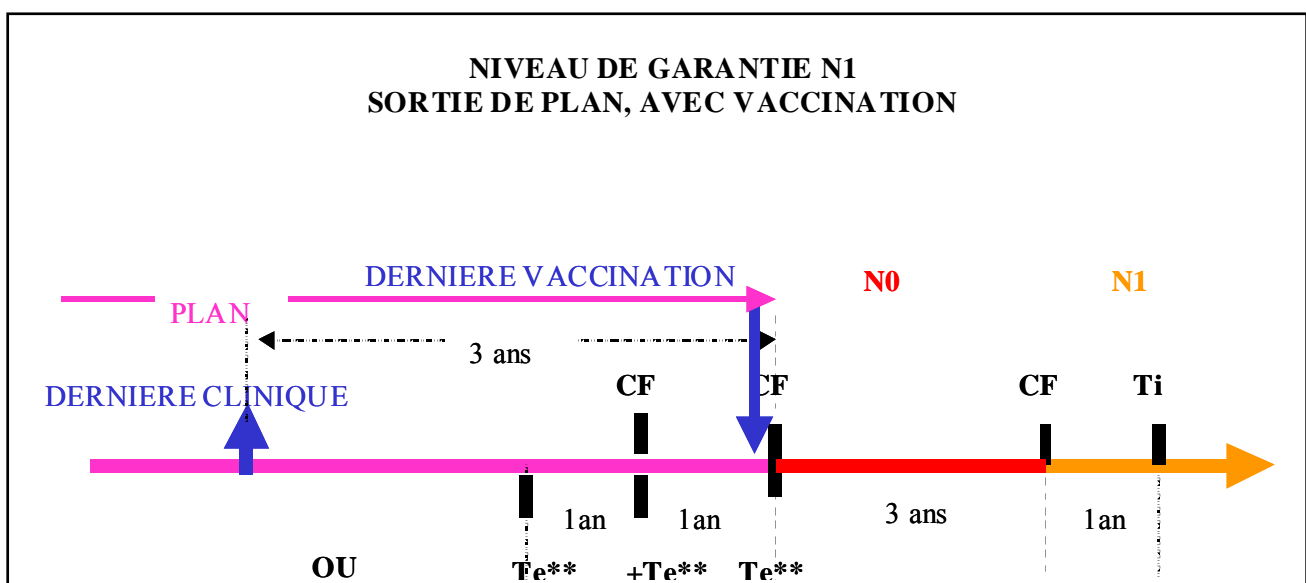 NIVEAU DE GARANTIE N1
SORTIE DE PLAN, AVEC VACCINATION
DERNIERE VACCINATION
N0
N1
PLAN
3 ans
CF
CF
CF
Ti
DERNIERE CLINIQUE
1an
1an
3 ans
1an
OU
Te**
+Te**
Te**